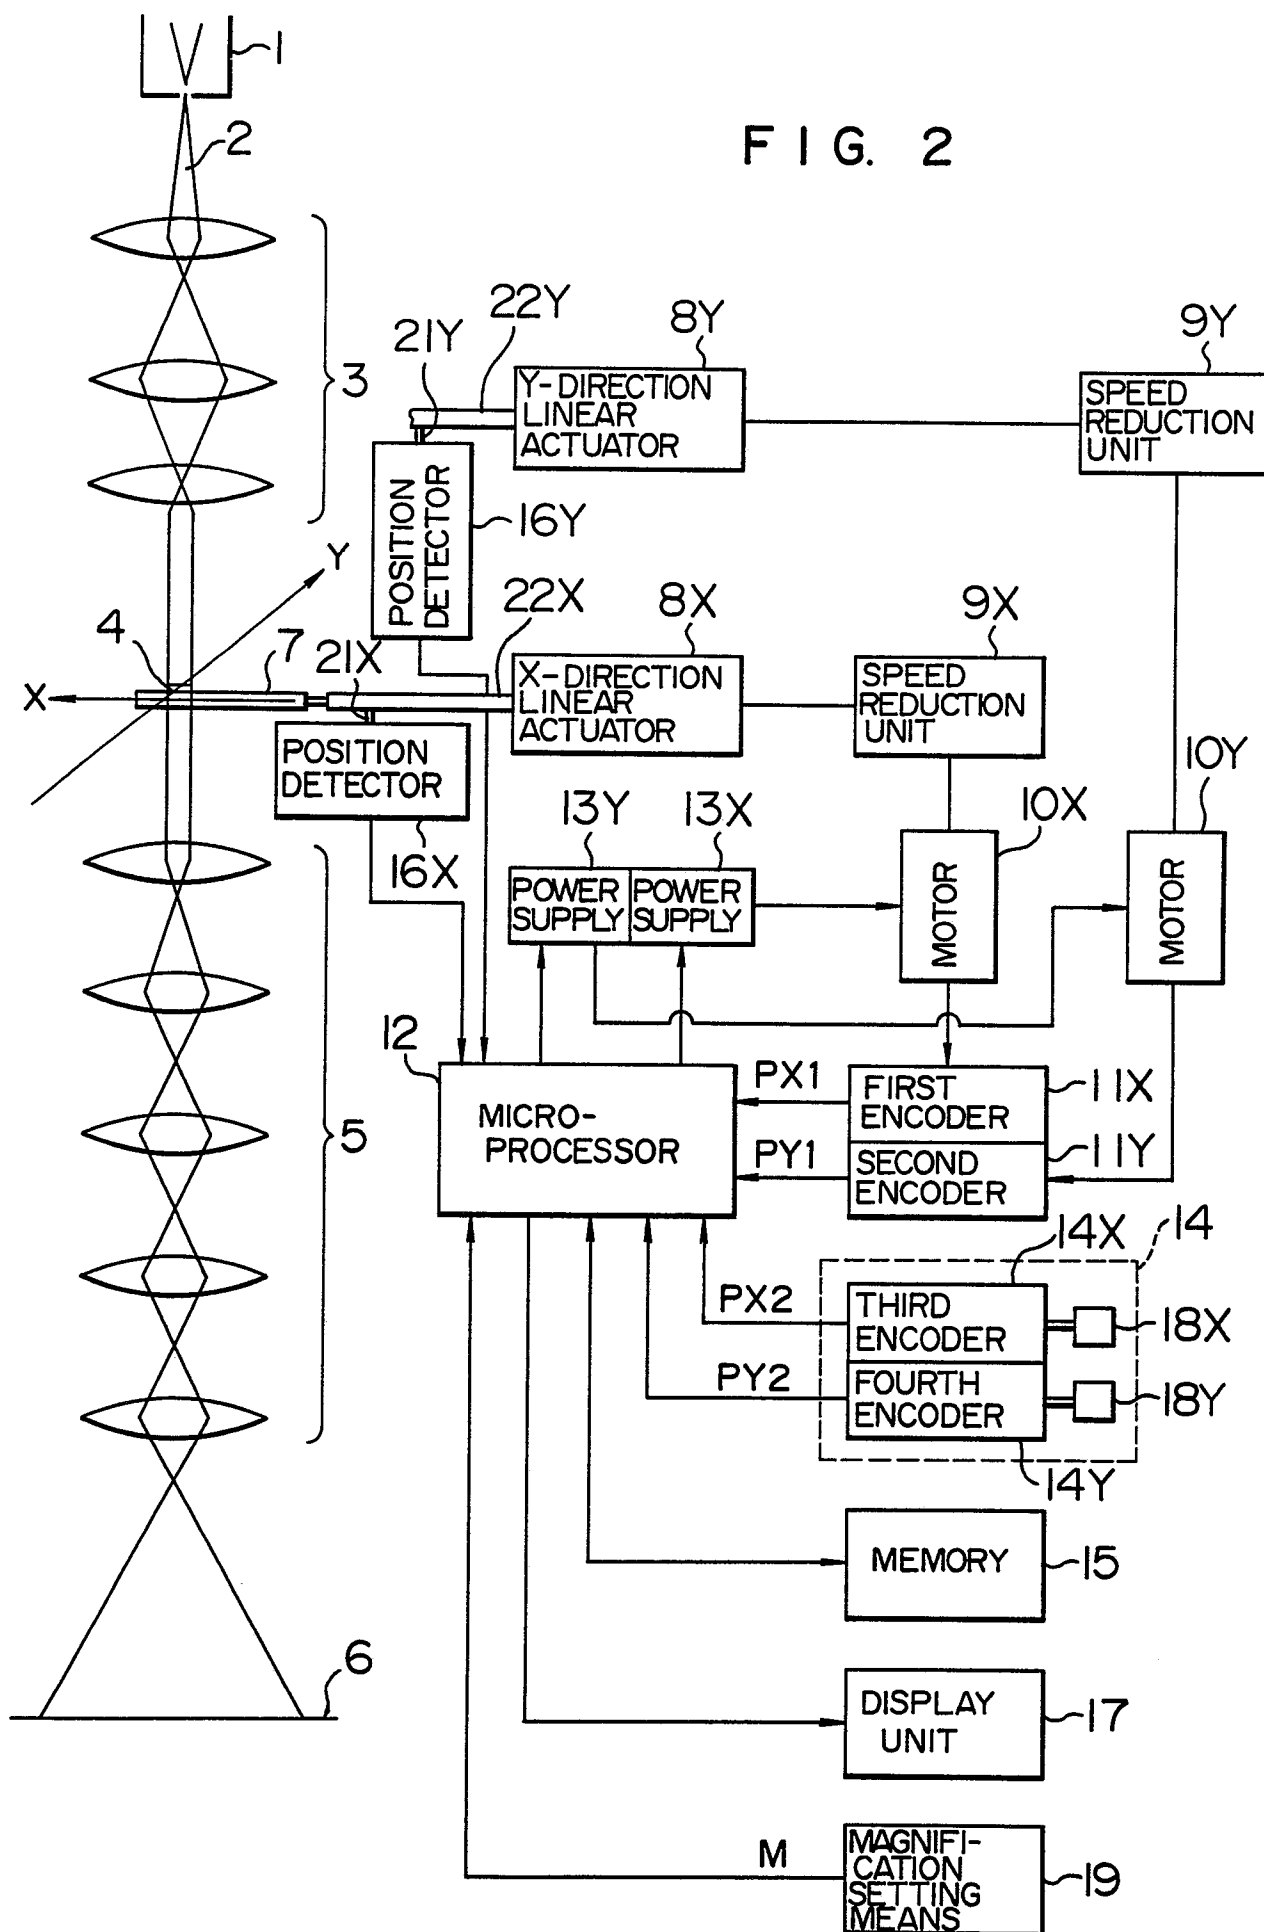 1
2
FIG. 2
3
22Y
21Y
8Y
9Y
Y-DIRECTION
LINEAR
ACTUATOR
SPEED
REDUCTION
UNIT
POSITION
DETECTOR
16Y
Y
22X
8X
9X
4
7
21X
X
X-DIRECTION
LINEAR
ACTUATOR
SPEED
REDUCTION
UNIT
POSITION
DETECTOR
16X
10Y
13Y
13X
10X
POWER
SUPPLY
POWER
SUPPLY
MOTOR
MOTOR
12
MICRO-
PROCESSOR
PX1
FIRST
ENCODER
11X
PY1
SECOND
ENCODER
11Y
5
14X
14
PX2
THIRD
ENCODER
18X
PY2
FOURTH
ENCODER
18Y
14Y
MEMORY
15
6
DISPLAY
UNIT
17
M
MAGNIFI-
CATION
SETTING
MEANS
19